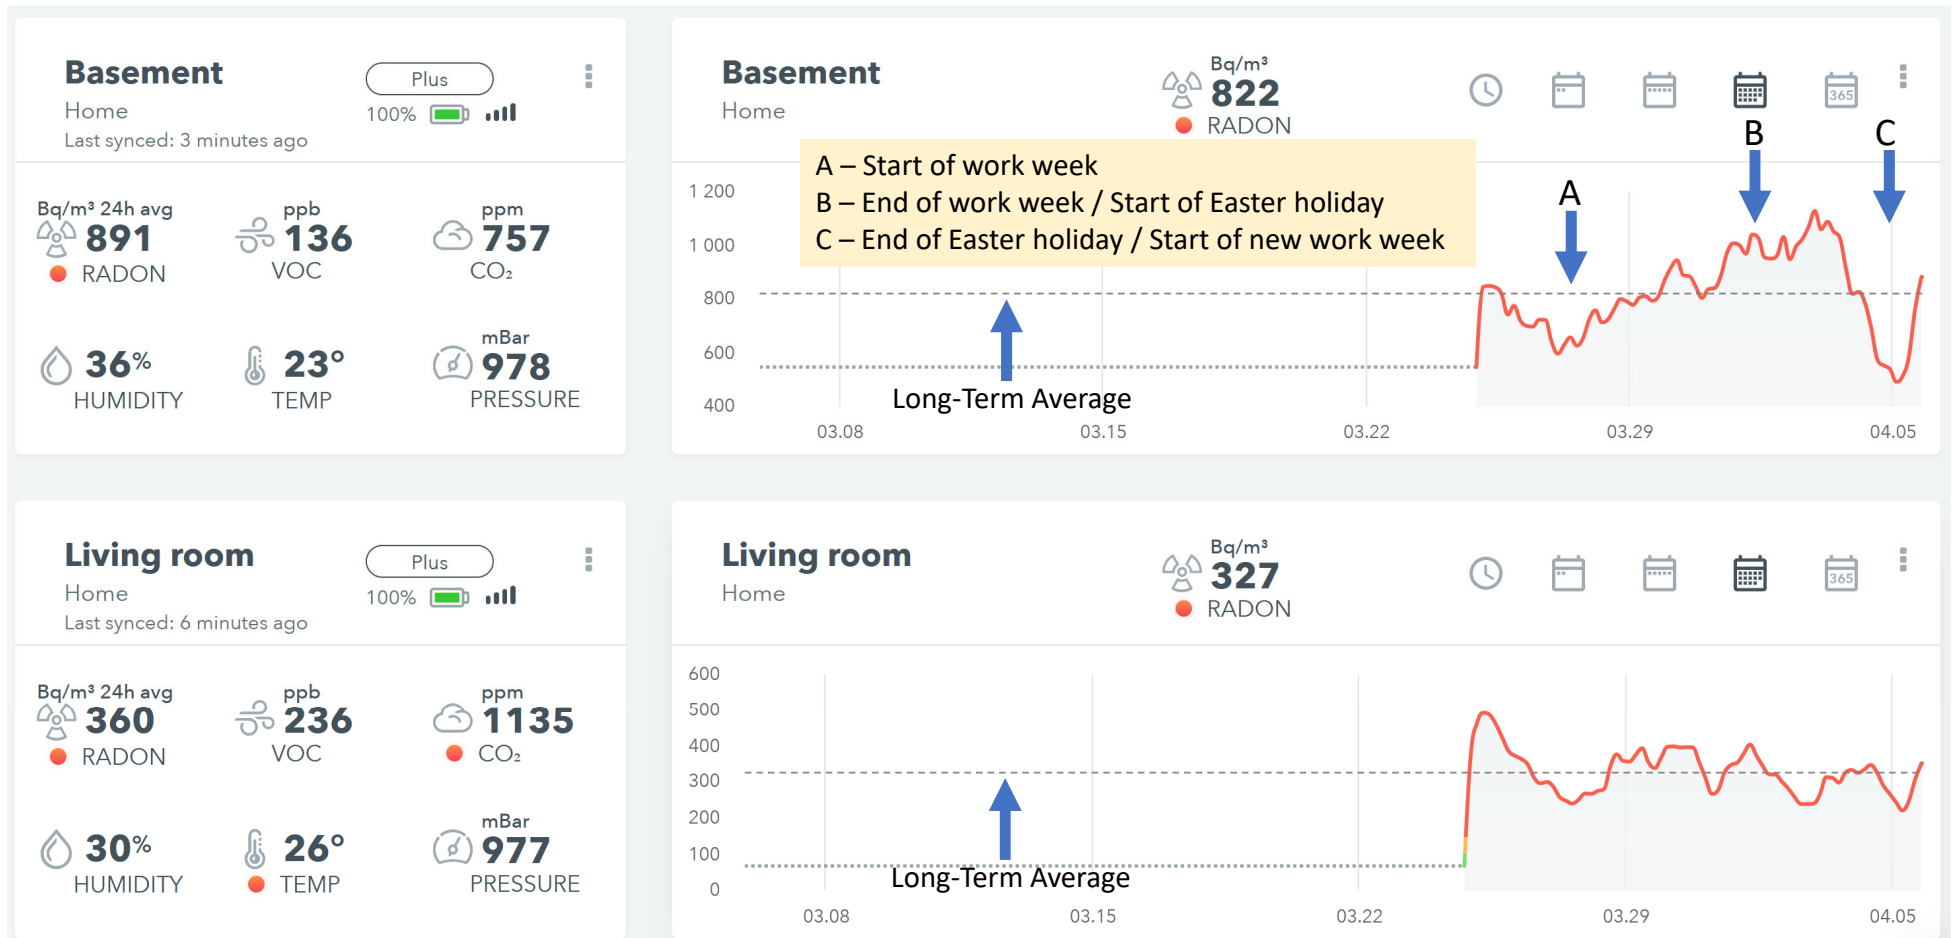 Basement
Plus
Home
100%
Last synced: 3 minutes ago
Bq/m³ 24h avg
891
RADON
ppb
136
VOC
ppm
757
CO₂
36%
HUMIDITY
23°
TEMP
mBar
978
PRESSURE
Basement
Home
Bq/m³
822
RADON
365
A – Start of work week
B – End of work week / Start of Easter holiday
C – End of Easter holiday / Start of new work week
A
B
C
1 200
1 000
800
600
400
Long-Term Average
03.08
03.15
03.22
03.29
04.05
Living room
Plus
Home
100%
Last synced: 6 minutes ago
Bq/m³ 24h avg
360
RADON
ppb
236
VOC
ppm
1135
CO₂
30%
HUMIDITY
26°
TEMP
mBar
977
PRESSURE
Living room
Home
Bq/m³
327
RADON
365
600
500
400
300
200
100
0
Long-Term Average
03.08
03.15
03.22
03.29
04.05